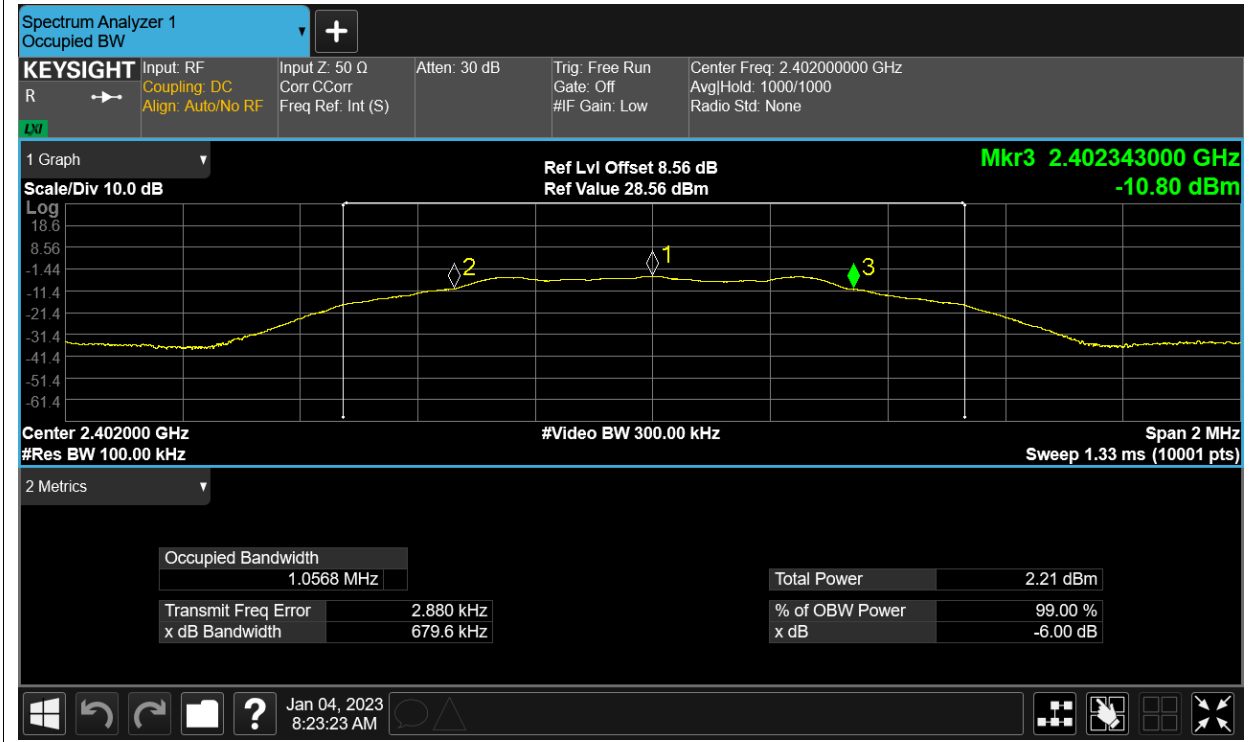 Spectrum Analyzer 1
Occupied BW
KEYSIGHT
R
LXI
Input: RF
Coupling: DC
Align: Auto/No RF
Input Z: 50 Ω
Corr CCorr
Freq Ref: Int (S)
Atten: 30 dB
Trig: Free Run
Gate: Off
#IF Gain: Low
Center Freq: 2.402000000 GHz
Avg|Hold: 1000/1000
Radio Std: None
1 Graph
Scale/Div 10.0 dB
Ref Lvl Offset 8.56 dB
Ref Value 28.56 dBm
Mkr3 2.402343000 GHz
-10.80 dBm
Log
18.6
8.56
-1.44
-11.4
-21.4
-31.4
-41.4
-51.4
-61.4
2
1
3
Center 2.402000 GHz
#Video BW 300.00 kHz
Span 2 MHz
#Res BW 100.00 kHz
Sweep 1.33 ms (10001 pts)
2 Metrics
Occupied Bandwidth
1.0568 MHz
Transmit Freq Error 2.880 kHz
x dB Bandwidth 679.6 kHz
Total Power 2.21 dBm
% of OBW Power 99.00 %
x dB -6.00 dB
?
Jan 04, 2023
8:23:23 AM